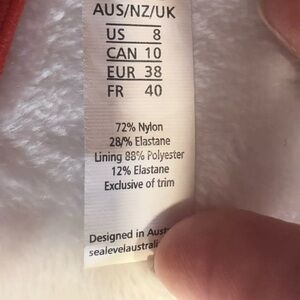 AUS/NZ/UK
US 8
CAN 10
EUR 38
FR 40
72% Nylon
28/% Elastane
Lining 88% Polyester
12% Elastane
Exclusive of trim
Designed in Aust
sealevelaustrali